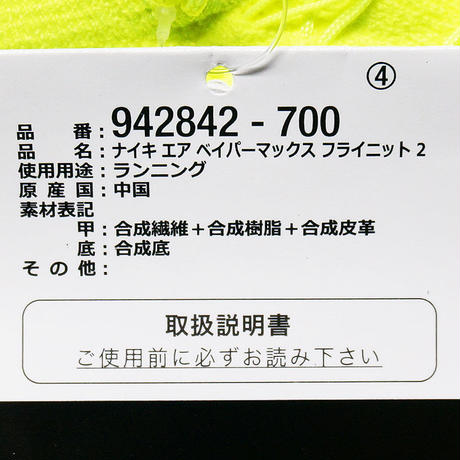 ④
品番：942842 - 700
品名：ナイキ エア ベイパーマックス フライニット 2
使用用途：ランニング
原産国：中国
素材表記
甲：合成繊維＋合成樹脂＋合成皮革
底：合成底
その他：
取扱説明書
ご使用前に必ずお読み下さい